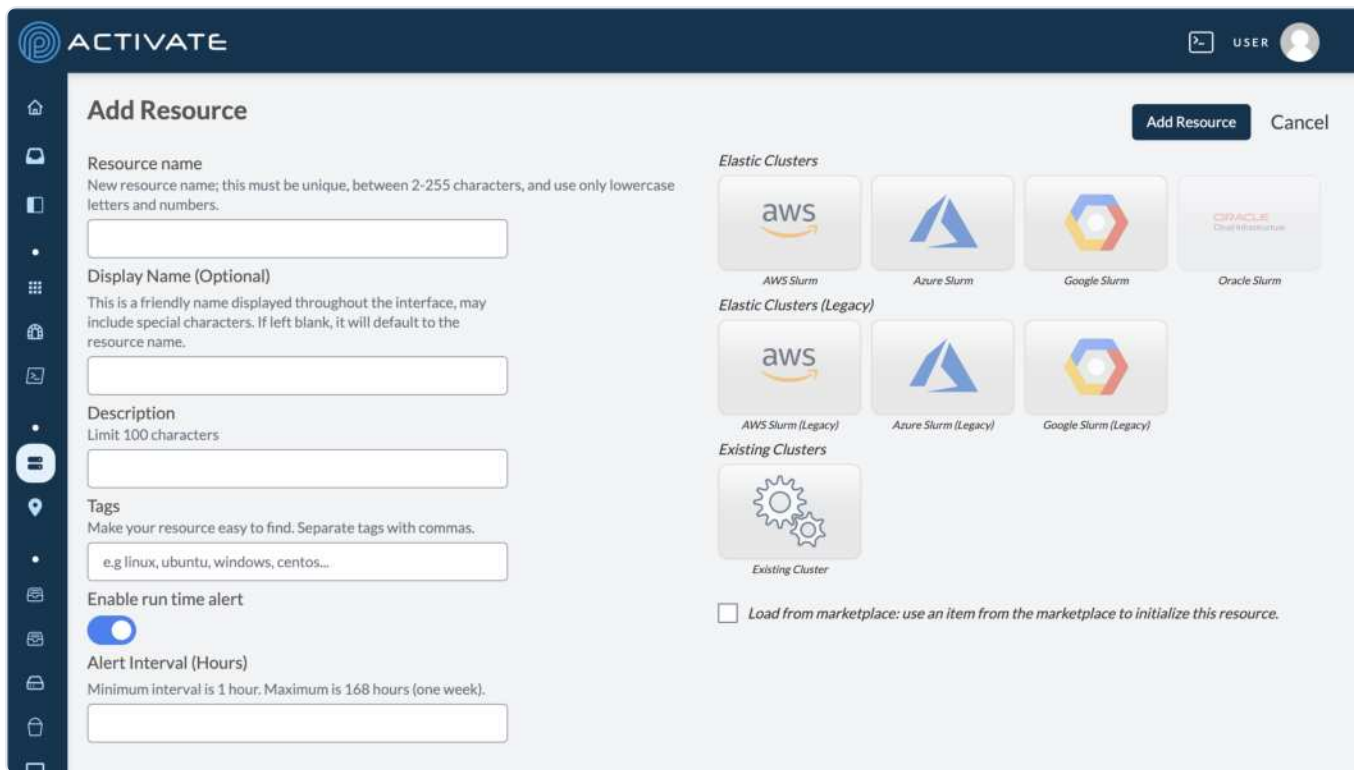 ACTIVATE
USER
Add Resource
Add Resource
Cancel
Resource name
New resource name; this must be unique, between 2-255 characters, and use only lowercase
letters and numbers.
Display Name (Optional)
This is a friendly name displayed throughout the interface, may
include special characters. If left blank, it will default to the
resource name.
Description
Limit 100 characters
Tags
Make your resource easy to find. Separate tags with commas.
e.g linux, ubuntu, windows, centos...
Enable run time alert
Alert Interval (Hours)
Minimum interval is 1 hour. Maximum is 168 hours (one week).
Elastic Clusters
aws
ORACLE
Cloud Infrastructure
AWS Slurm
Azure Slurm
Google Slurm
Oracle Slurm
Elastic Clusters (Legacy)
aws
AWS Slurm (Legacy)
Azure Slurm (Legacy)
Google Slurm (Legacy)
Existing Clusters
Existing Cluster
Load from marketplace: use an item from the marketplace to initialize this resource.